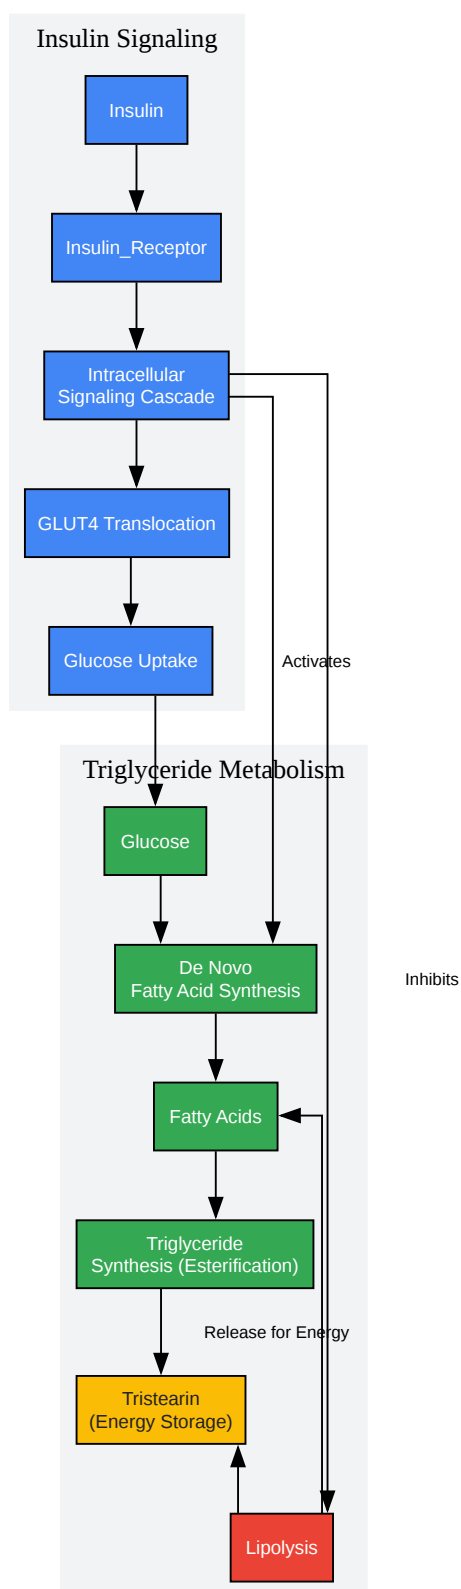 Insulin Signaling
Insulin
Insulin_Receptor
Intracellular
Signaling Cascade
GLUT4 Translocation
Glucose Uptake
Activates
Triglyceride Metabolism
Glucose
De Novo
Fatty Acid Synthesis
Inhibits
Fatty Acids
Triglyceride
Synthesis (Esterification)
Release for Energy
Tristearin
(Energy Storage)
Lipolysis